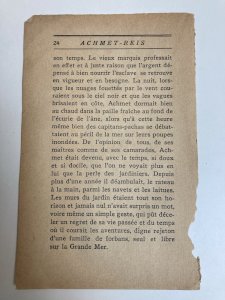 24 ACHMET-REIS
son temps. Le vieux marquis professait
en effet et à juste raison que l'argent dé-
pensé à bien nourrir l'esclave se retrouve
en vigueur et en besogne. La nuit, lors-
que les nuages fouettés par le vent cou-
raient sous le ciel noir et que les vagues
brisaient en côte, Achmet dormait bien
au chaud dans la paille fraîche au fond de
l'écurie de l'âne, alors qu'à cette heure
même bien des capitans-pachas se débat-
taient au péril de la mer sur leurs poupes
inondées. De l'opinion de tous, de ses
maîtres comme de ses camarades, Ach-
met était devenu, avec le temps, si doux
et si docile, que l'on ne voyait plus en
lui que la perle des jardiniers. Depuis
plus d'une année il déambulait, le rateau
à la main, parmi les navets et les laitues.
Les murs du jardin étaient tout son ho-
rizon et jamais nul n'avait surpris un mot,
voire même un simple geste, qui pût déce-
ler un regret de sa vie passée et du temps
où il courait les aventures, digne rejeton
d'une famille de forbans, seul et libre
sur la Grande Mer.